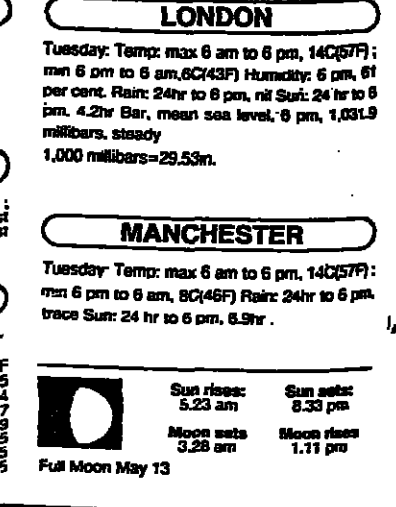 LONDON
Tuesday: Temp: max 6 am to 6 pm, 14C(57F);
min 6 pm to 6 am, 6C(43F) Humidity: 6 pm, 61
per cent. Rain: 24hr to 6 pm, nil Sun: 24 hr to 6
pm, 4.2hr Bar, mean sea level, 6 pm, 1,031.9
millibars, steady
1,000 millibars=29.53in.
MANCHESTER
Tuesday Temp: max 6 am to 6 pm, 14C(57F):
min 6 pm to 6 am, 8C(46F) Rain: 24hr to 6 pm,
trace Sun: 24 hr to 6 pm, 6.9hr.
Sun rises: Sun sets:
5.23 am 8.33 pm
Moon sets Moon rises
3.28 am 1.11 pm
Full Moon May 13